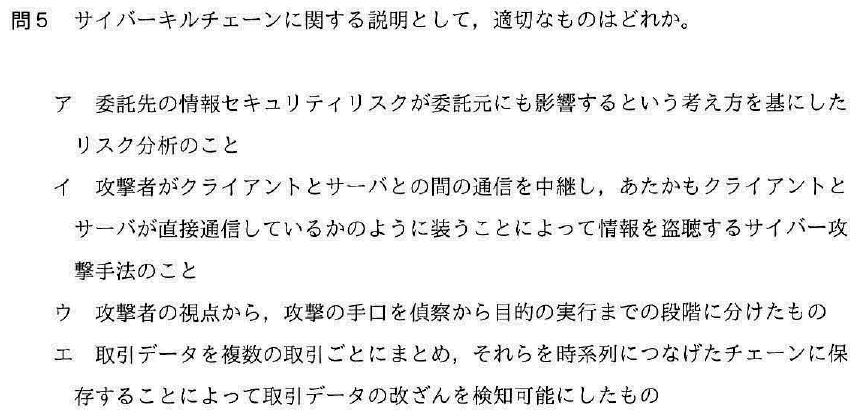 問5　サイバーキルチェーンに関する説明として，適切なものはどれか。
ア　委託先の情報セキュリティリスクが委託元にも影響するという考え方を基にした
リスク分析のこと
イ　攻撃者がクライアントとサーバとの間の通信を中継し，あたかもクライアントと
サーバが直接通信しているかのように装うことによって情報を盗聴するサイバー攻
撃手法のこと
ウ　攻撃者の視点から，攻撃の手口を偵察から目的の実行までの段階に分けたもの
エ　取引データを複数の取引ごとにまとめ，それらを時系列につなげたチェーンに保
存することによって取引データの改ざんを検知可能にしたもの